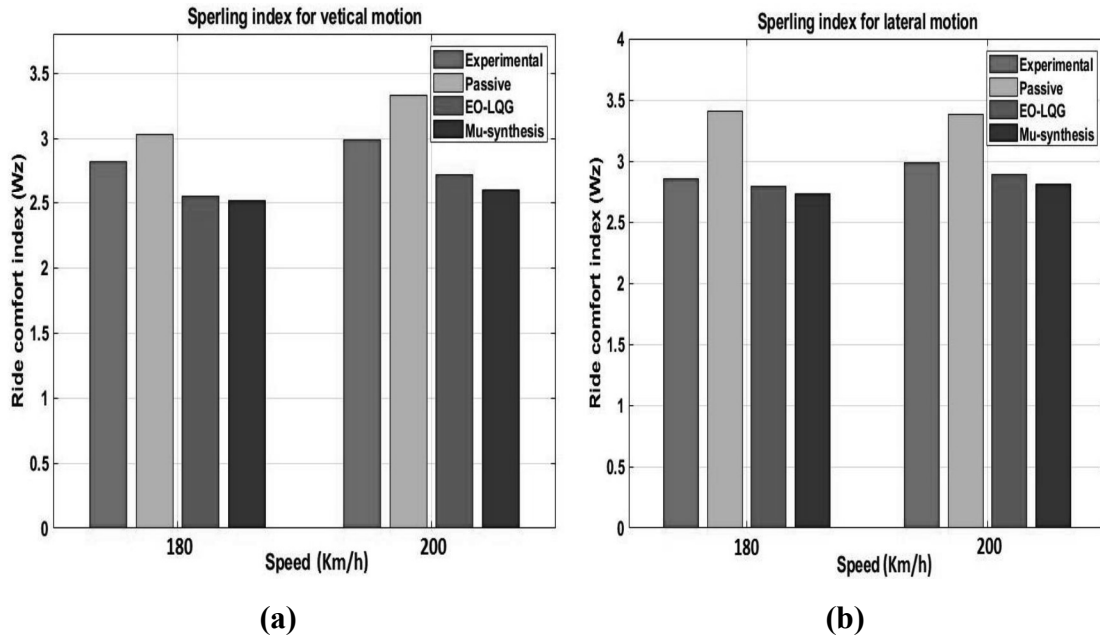 Sperling index for vetical motion
Ride comfort index (Wz)
3.5
3
2.5
2
1.5
1
0.5
0
Experimental
Passive
EO-LQG
Mu-synthesis
180
200
Speed (Km/h)
(a)
Sperling index for lateral motion
Ride comfort index (Wz)
4
3.5
3
2.5
2
1.5
1
0.5
0
Experimental
Passive
EO-LQG
Mu-synthesis
180
200
Speed (Km/h)
(b)